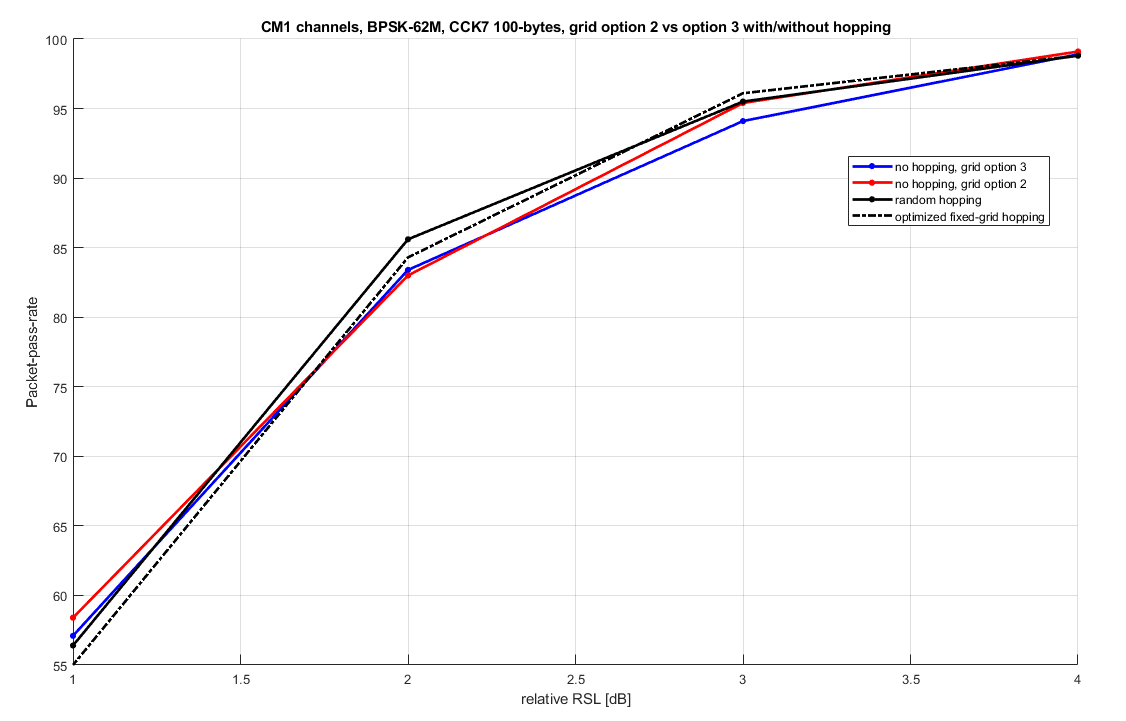 CM1 channels, BPSK-62M, CCK7 100-bytes, grid option 2 vs option 3 with/without hopping
100
95
90
85
80
75
70
65
60
55
Packet-pass-rate
no hopping, grid option 3
no hopping, grid option 2
random hopping
optimized fixed-grid hopping
1
1.5
2
2.5
3
3.5
4
relative RSL [dB]